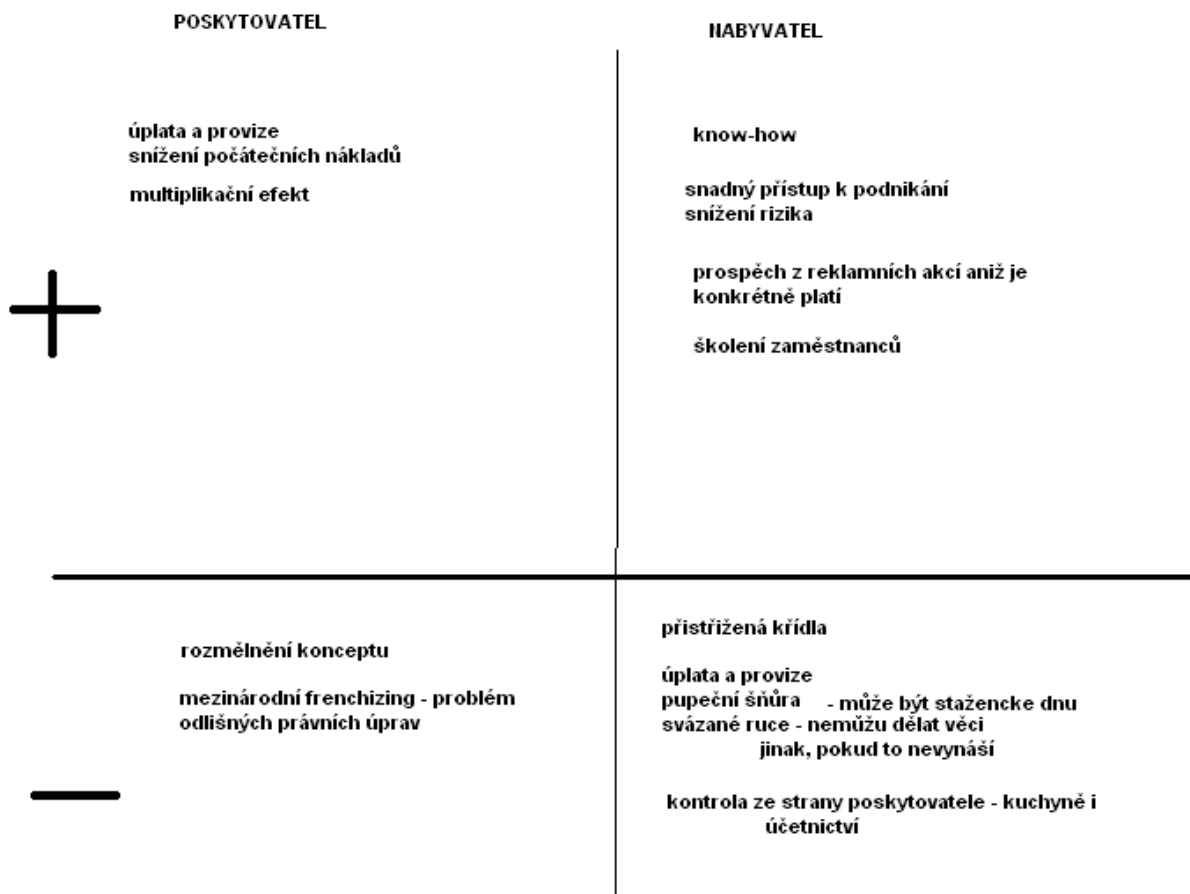 POSKYTOVATEL
NABYVATEL
úplata a provize
snížení počátečních nákladů
multiplikační efekt
know-how
snadný přístup k podnikání
snížení rizika
prospěch z reklamních akcí aniž je
konkrétně platí
školení zaměstnanců
rozmělnění konceptu
mezinárodní frenchizing - problém
odlišných právních úprav
přistřižená křídla
úplata a provize
pupeční šňůra - může být stažencke dnu
svázané ruce - nemůžu dělat věci
jinak, pokud to nevynáší
kontrola ze strany poskytovatele - kuchyně i
účetnictví